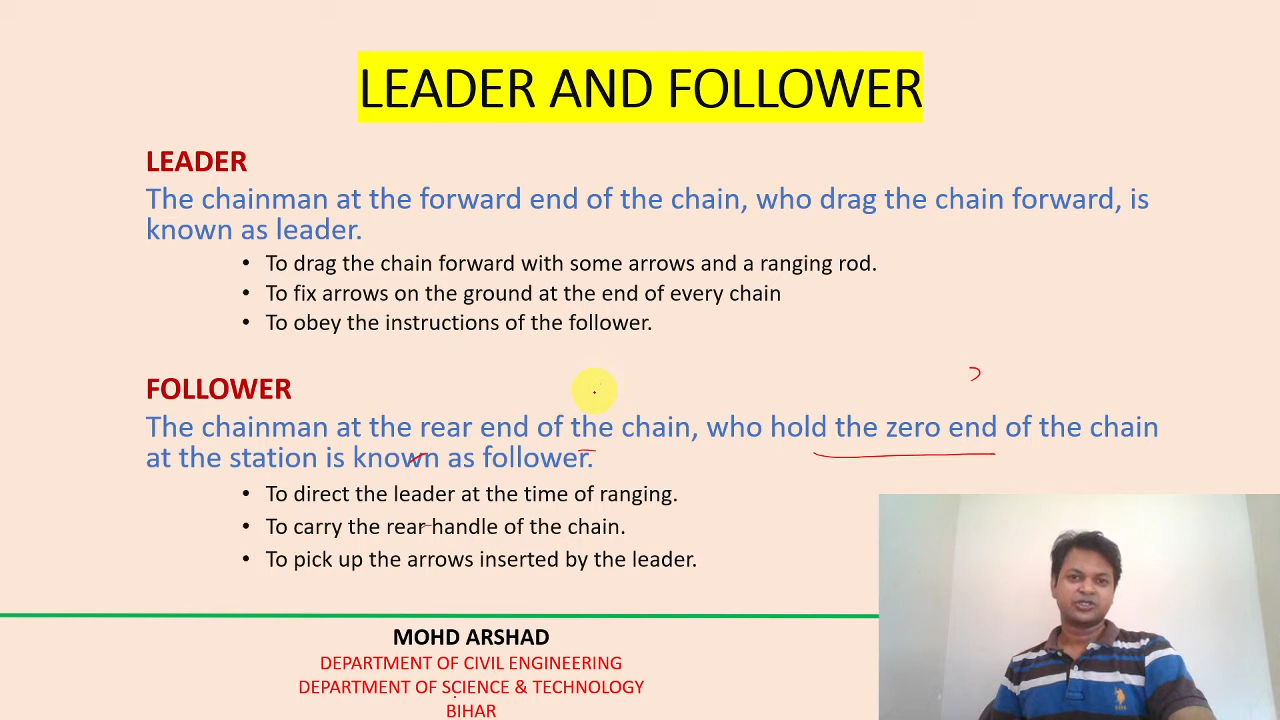 LEADER AND FOLLOWER
LEADER
The chainman at the forward end of the chain, who drag the chain forward, is
known as leader.
• To drag the chain forward with some arrows and a ranging rod.
• To fix arrows on the ground at the end of every chain
• To obey the instructions of the follower.
FOLLOWER
The chainman at the rear end of the chain, who hold the zero end of the chain
at the station is known as follower.
• To direct the leader at the time of ranging.
• To carry the rear handle of the chain.
• To pick up the arrows inserted by the leader.
MOHD ARSHAD
DEPARTMENT OF CIVIL ENGINEERING
DEPARTMENT OF SCIENCE & TECHNOLOGY
BIHAR